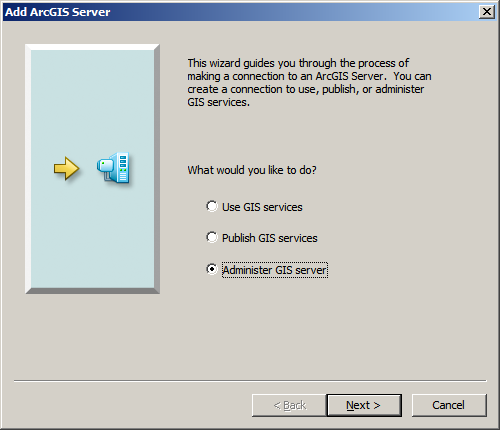 Add ArcGIS Server
This wizard guides you through the process of
making a connection to an ArcGIS Server. You can
create a connection to use, publish, or administer
GIS services.
What would you like to do?
Use GIS services
Publish GIS services
Administer GIS server
< Back
Next >
Cancel